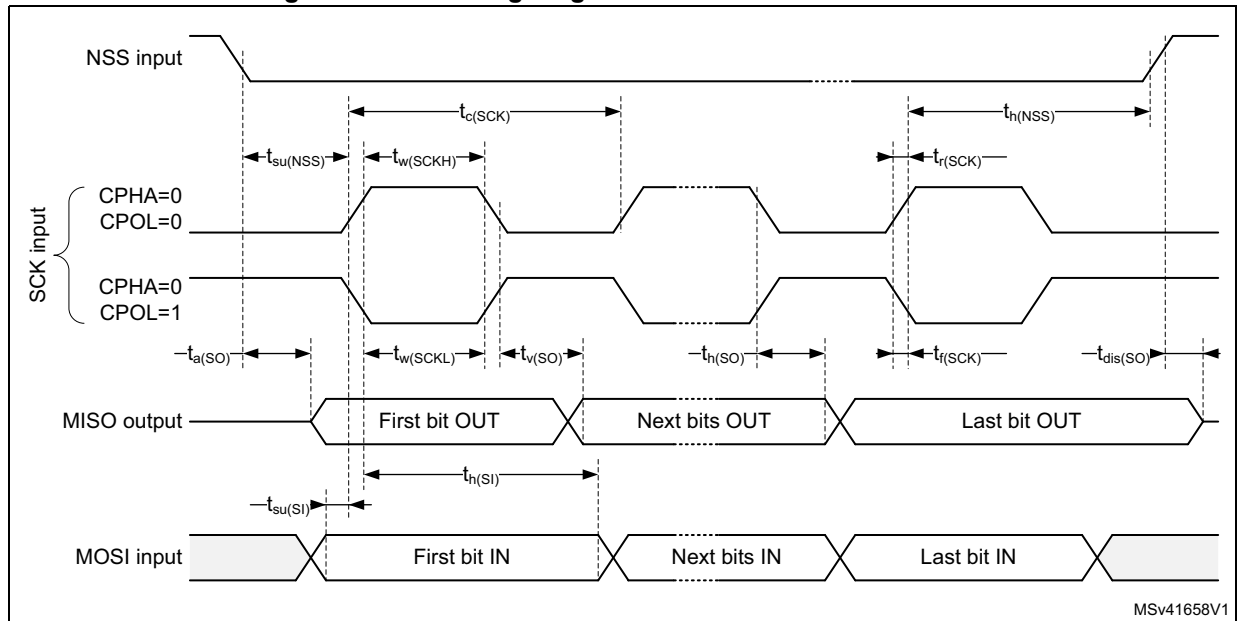 NSS input
tc(SCK)
th(NSS)
tsu(NSS)
tw(SCKH)
tr(SCK)
SCK input
CPHA=0
CPOL=0
CPHA=0
CPOL=1
ta(SO)
tw(SCKL)
tv(SO)
th(SO)
tf(SCK)
tdis(SO)
MISO output
First bit OUT
Next bits OUT
Last bit OUT
th(SI)
tsu(SI)
MOSI input
First bit IN
Next bits IN
Last bit IN
MSv41658V1